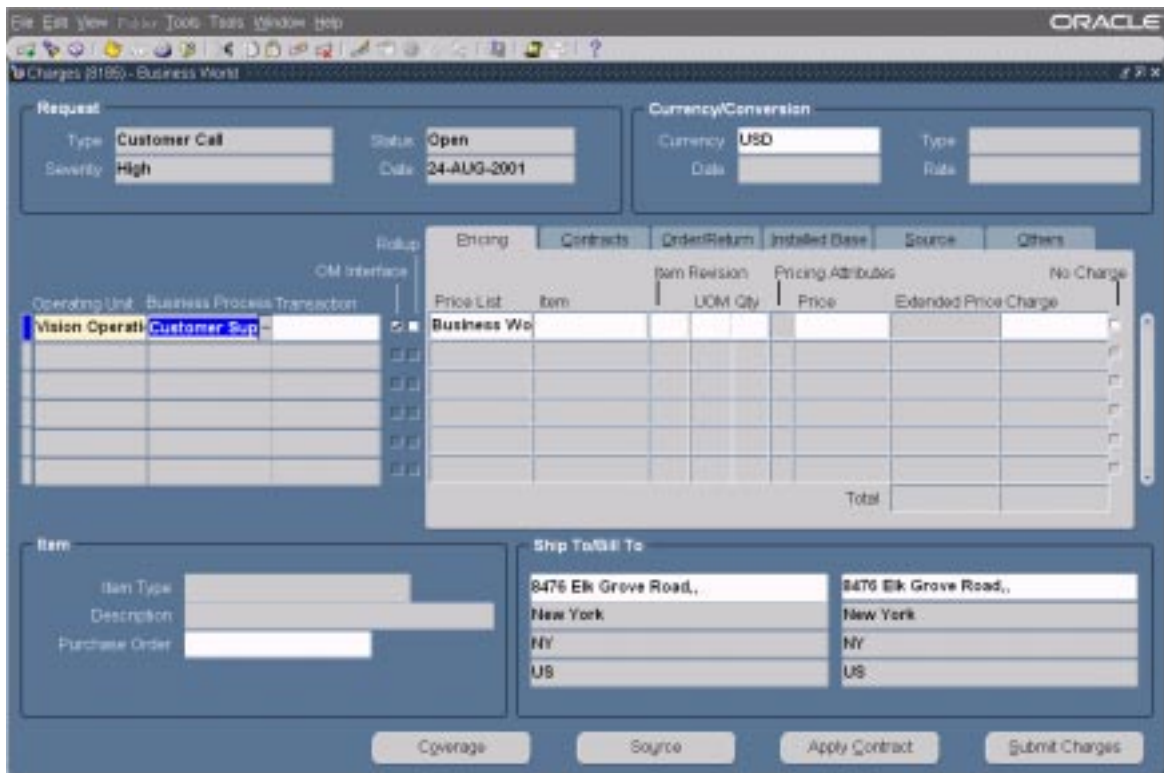 File Edit View Folder Tools Window Help
ORACLE
Charges (8185) - Business World
Request
Type Customer Call Status Open
Severity High Date 24-AUG-2001
Currency/Conversion
Currency USD Type
Date Rate
Rollup
OM Interface
Operating Unit Business Process Transaction
Pricing Contracts Order/Return Installed Base Source Others
Item Revision Pricing Attributes No Charge
Price List Item UOM Qty Price Extended Price Charge
Vision Operati Customer Sup Business Wo
Total
Item
Item Type
Description
Purchase Order
Ship To/Bill To
8476 Elk Grove Road,, 8476 Elk Grove Road,,
New York New York
NY NY
US US
Coverage Source Apply Contract Submit Charges